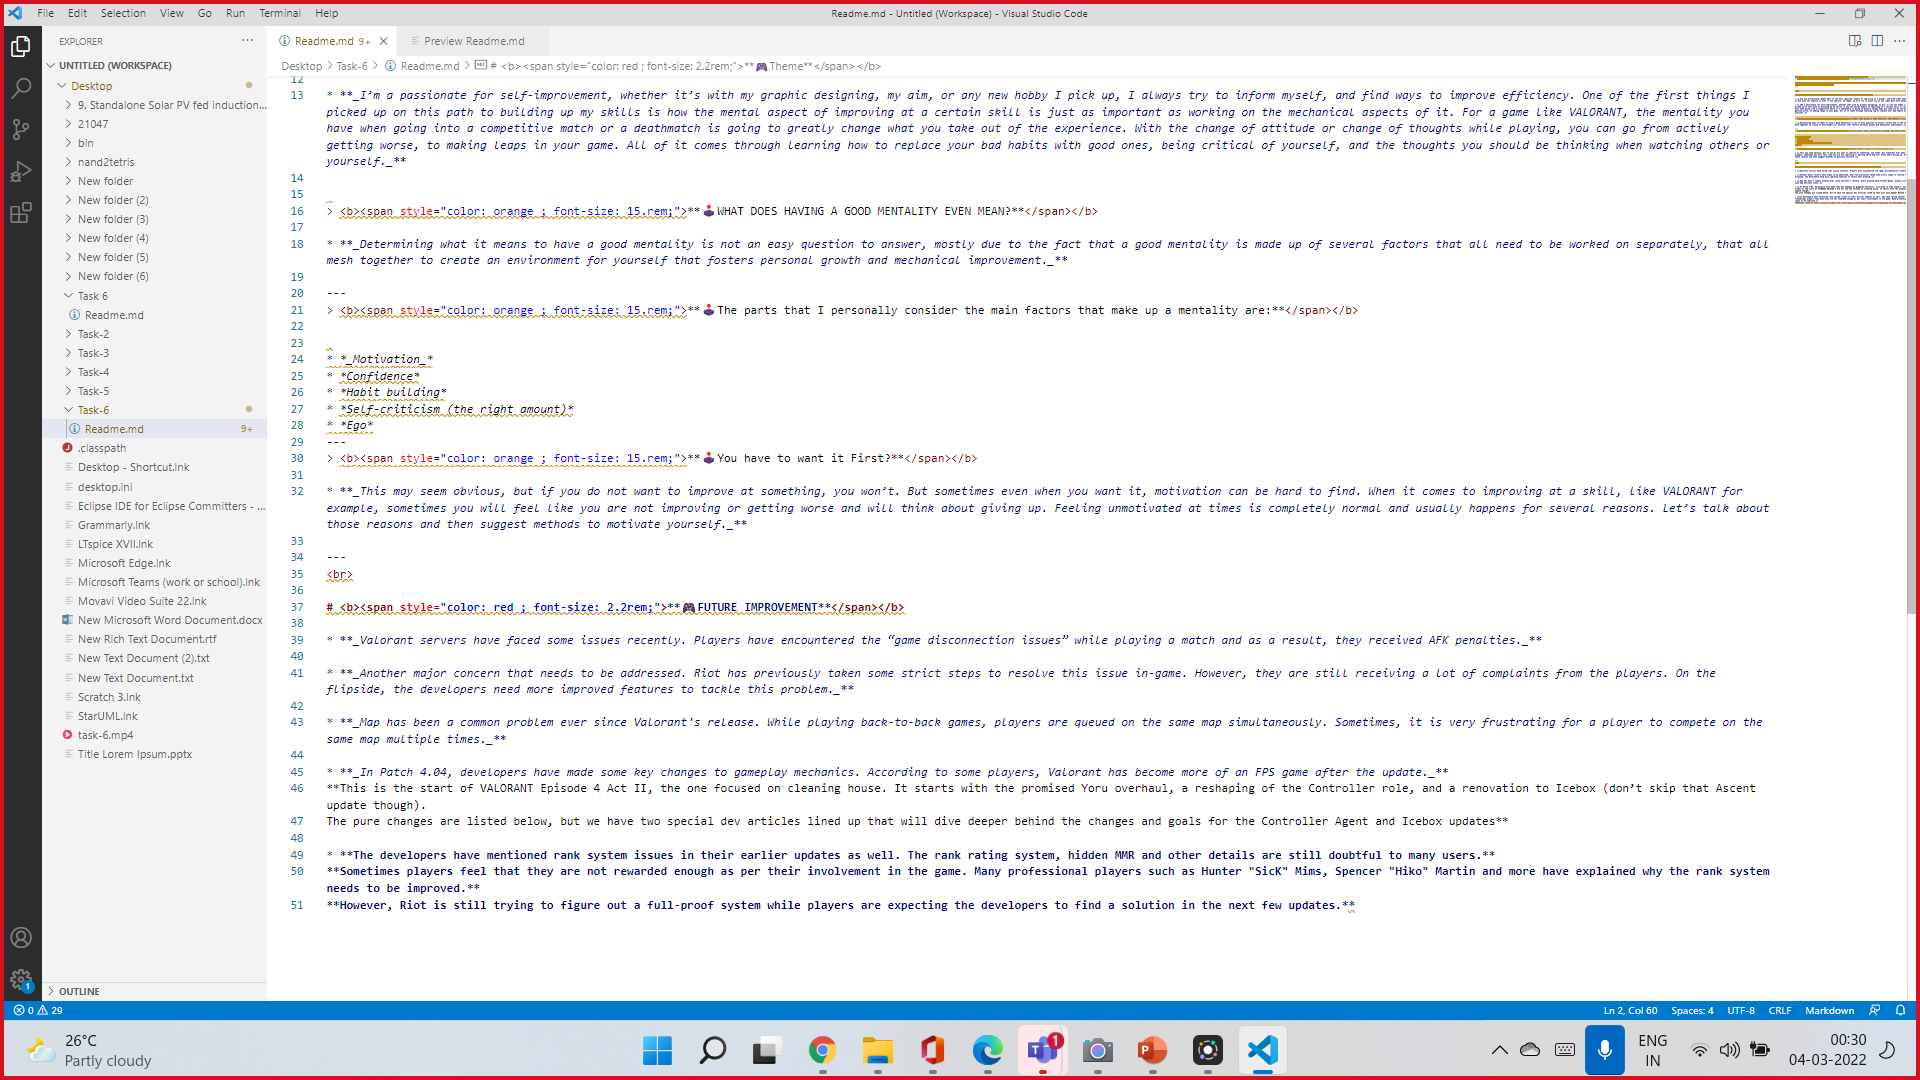 File Edit Selection View Go Run Terminal Help
Readme.md - Untitled (Workspace) - Visual Studio Code
EXPLORER
Readme.md 9+
Preview Readme.md
UNTITLED (WORKSPACE)
Desktop
9. Standalone Solar PV fed induction...
21047
bin
nand2tetris
New folder
New folder (2)
New folder (3)
New folder (4)
New folder (5)
New folder (6)
Task 6
Readme.md
Task-2
Task-3
Task-4
Task-5
Task-6
Readme.md 9+
.classpath
Desktop - Shortcut.lnk
desktop.ini
Eclipse IDE for Eclipse Committers - ...
Grammarly.lnk
LTspice XVII.lnk
Microsoft Edge.lnk
Microsoft Teams (work or school).lnk
Movavi Video Suite 22.lnk
New Microsoft Word Document.docx
New Rich Text Document.rtf
New Text Document (2).txt
New Text Document.txt
Scratch 3.lnk
StarUML.lnk
task-6.mp4
Title Lorem Ipsum.pptx
OUTLINE
Desktop > Task-6 > Readme.md > # <b><span style="color: red ; font-size: 2.2rem;">**🎮Theme**</span></b>
12
13 * **_I’m a passionate for self-improvement, whether it’s with my graphic designing, my aim, or any new hobby I pick up, I always try to inform myself, and find ways to improve efficiency. One of the first things I
picked up on this path to building up my skills is how the mental aspect of improving at a certain skill is just as important as working on the mechanical aspects of it. For a game like VALORANT, the mentality you
have when going into a competitive match or a deathmatch is going to greatly change what you take out of the experience. With the change of attitude or change of thoughts while playing, you can go from actively
getting worse, to making leaps in your game. All of it comes through learning how to replace your bad habits with good ones, being critical of yourself, and the thoughts you should be thinking when watching others or
yourself._**
14
15
16 > <b><span style="color: orange ; font-size: 15.rem;">**🕹️WHAT DOES HAVING A GOOD MENTALITY EVEN MEAN?**</span></b>
17
18 * **_Determining what it means to have a good mentality is not an easy question to answer, mostly due to the fact that a good mentality is made up of several factors that all need to be worked on separately, that all
mesh together to create an environment for yourself that fosters personal growth and mechanical improvement._**
19
20 ---
21 > <b><span style="color: orange ; font-size: 15.rem;">**🕹️The parts that I personally consider the main factors that make up a mentality are:**</span></b>
22
23
24 * *_Motivation_*
25 * *Confidence*
26 * *Habit building*
27 * *Self-criticism (the right amount)*
28 * *Ego*
29 ---
30 > <b><span style="color: orange ; font-size: 15.rem;">**🕹️You have to want it First?**</span></b>
31
32 * **_This may seem obvious, but if you do not want to improve at something, you won’t. But sometimes even when you want it, motivation can be hard to find. When it comes to improving at a skill, like VALORANT for
example, sometimes you will feel like you are not improving or getting worse and will think about giving up. Feeling unmotivated at times is completely normal and usually happens for several reasons. Let’s talk about
those reasons and then suggest methods to motivate yourself._**
33
34 ---
35 <br>
36
37 # <b><span style="color: red ; font-size: 2.2rem;">**🎮FUTURE IMPROVEMENT**</span></b>
38
39 * **_Valorant servers have faced some issues recently. Players have encountered the “game disconnection issues” while playing a match and as a result, they received AFK penalties._**
40
41 * **_Another major concern that needs to be addressed. Riot has previously taken some strict steps to resolve this issue in-game. However, they are still receiving a lot of complaints from the players. On the
flipside, the developers need more improved features to tackle this problem._**
42
43 * **_Map has been a common problem ever since Valorant's release. While playing back-to-back games, players are queued on the same map simultaneously. Sometimes, it is very frustrating for a player to compete on the
same map multiple times._**
44
45 * **_In Patch 4.04, developers have made some key changes to gameplay mechanics. According to some players, Valorant has become more of an FPS game after the update._**
46 **This is the start of VALORANT Episode 4 Act II, the one focused on cleaning house. It starts with the promised Yoru overhaul, a reshaping of the Controller role, and a renovation to Icebox (don’t skip that Ascent
update though).
47 The pure changes are listed below, but we have two special dev articles lined up that will dive deeper behind the changes and goals for the Controller Agent and Icebox updates**
48
49 * **The developers have mentioned rank system issues in their earlier updates as well. The rank rating system, hidden MMR and other details are still doubtful to many users.**
50 **Sometimes players feel that they are not rewarded enough as per their involvement in the game. Many professional players such as Hunter "SicK" Mims, Spencer "Hiko" Martin and more have explained why the rank system
needs to be improved.**
51 **However, Riot is still trying to figure out a full-proof system while players are expecting the developers to find a solution in the next few updates.**
1
0 29
Ln 2, Col 60 Spaces: 4 UTF-8 CRLF Markdown
26°C
Partly cloudy
1
ENG
IN
00:30
04-03-2022